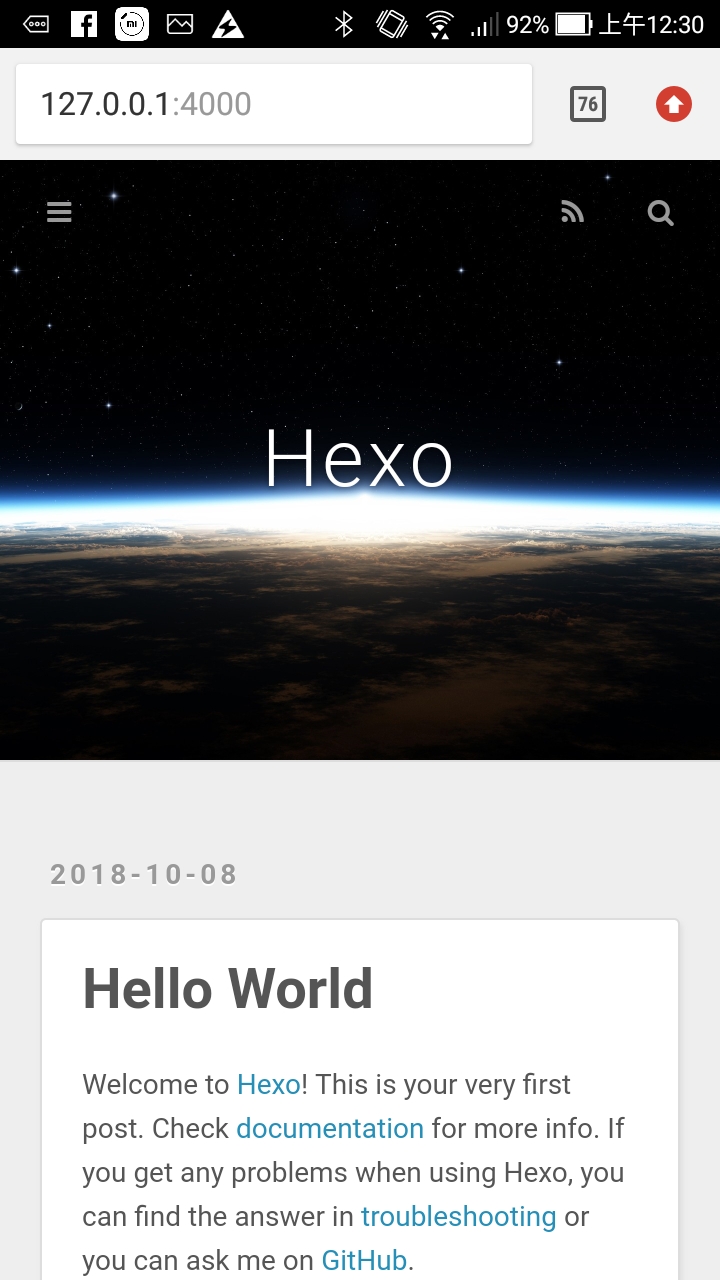 92% 上午12:30
127.0.0.1:4000
76
Hexo
2018-10-08
Hello World
Welcome to Hexo! This is your very first
post. Check documentation for more info. If
you get any problems when using Hexo, you
can find the answer in troubleshooting or
you can ask me on GitHub.